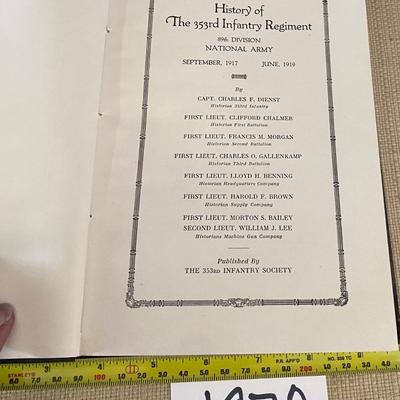 History of
The 353rd Infantry Regiment
89th DIVISION
NATIONAL ARMY
SEPTEMBER, 1917 JUNE, 1919
By
CAPT. CHARLES F. DIENST
Historian 353rd Infantry
FIRST LIEUT. CLIFFORD CHALMER
Historian First Battalion
FIRST LIEUT. FRANCIS M. MORGAN
Historian Second Battalion
FIRST LIEUT. CHARLES O. GALLENKAMP
Historian Third Battalion
FIRST LIEUT. LLOYD H. BENNING
Historian Headquarters Company
FIRST LIEUT. HAROLD F. BROWN
Historian Supply Company
FIRST LIEUT. MORTON S. BAILEY
SECOND LIEUT. WILLIAM J. LEE
Historians Machine Gun Company
Published By
THE 353RD INFANTRY SOCIETY
STANLEY
P.R. APP'D